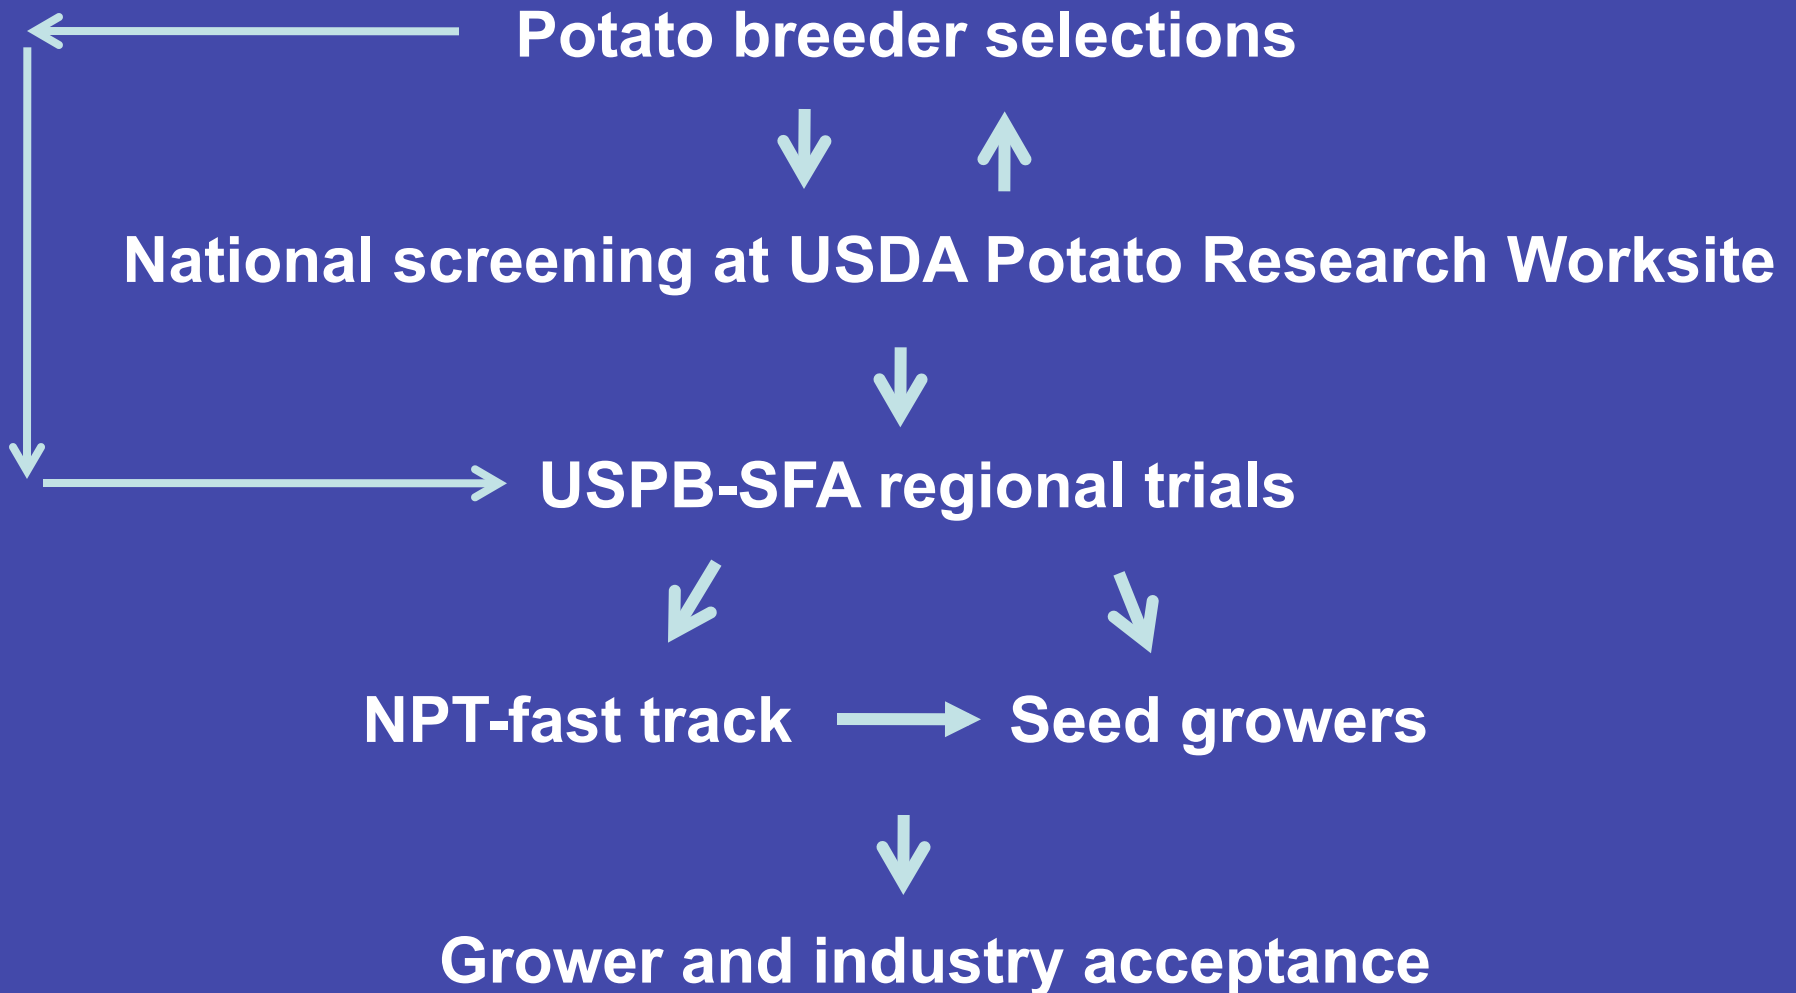 Potato breeder selections
National screening at USDA Potato Research Worksite
USPB-SFA regional trials
NPT-fast track
Seed growers
Grower and industry acceptance